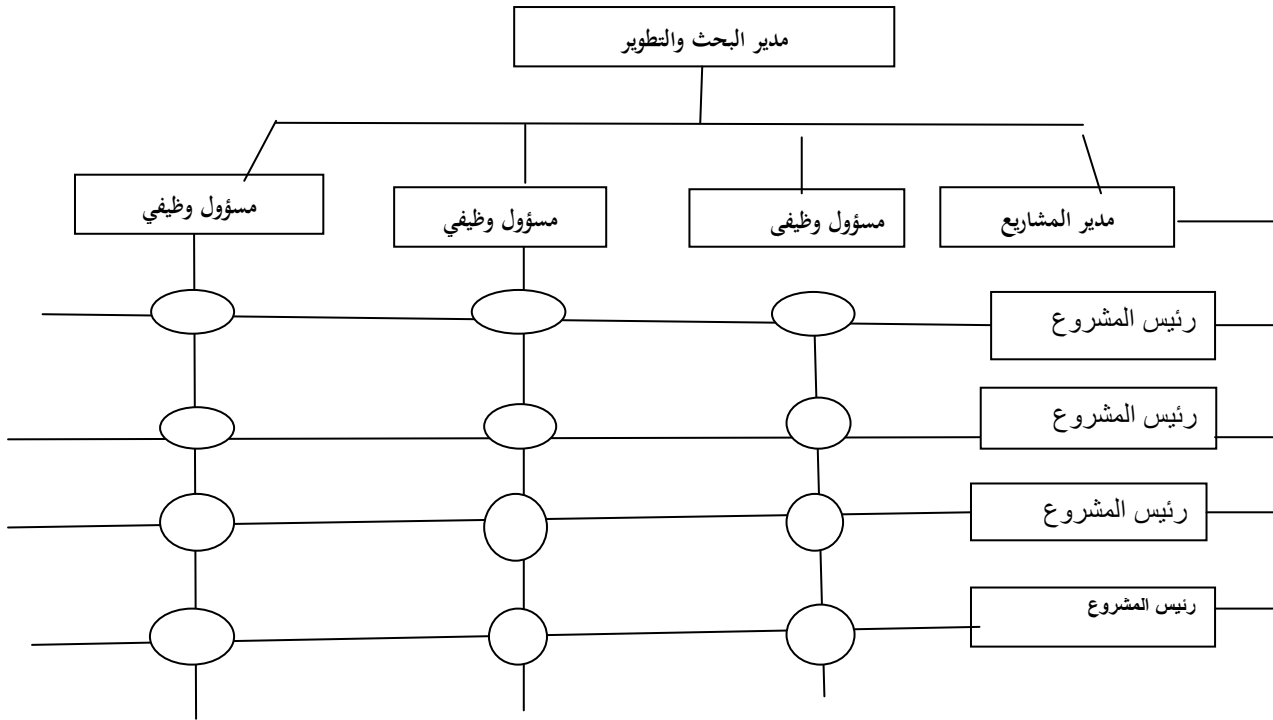 مدير البحث والتطوير
مدير المشاريع
مسؤول وظيفى
مسؤول وظيفي
مسؤول وظيفي
رئيس المشروع
رئيس المشروع
رئيس المشروع
رئيس المشروع